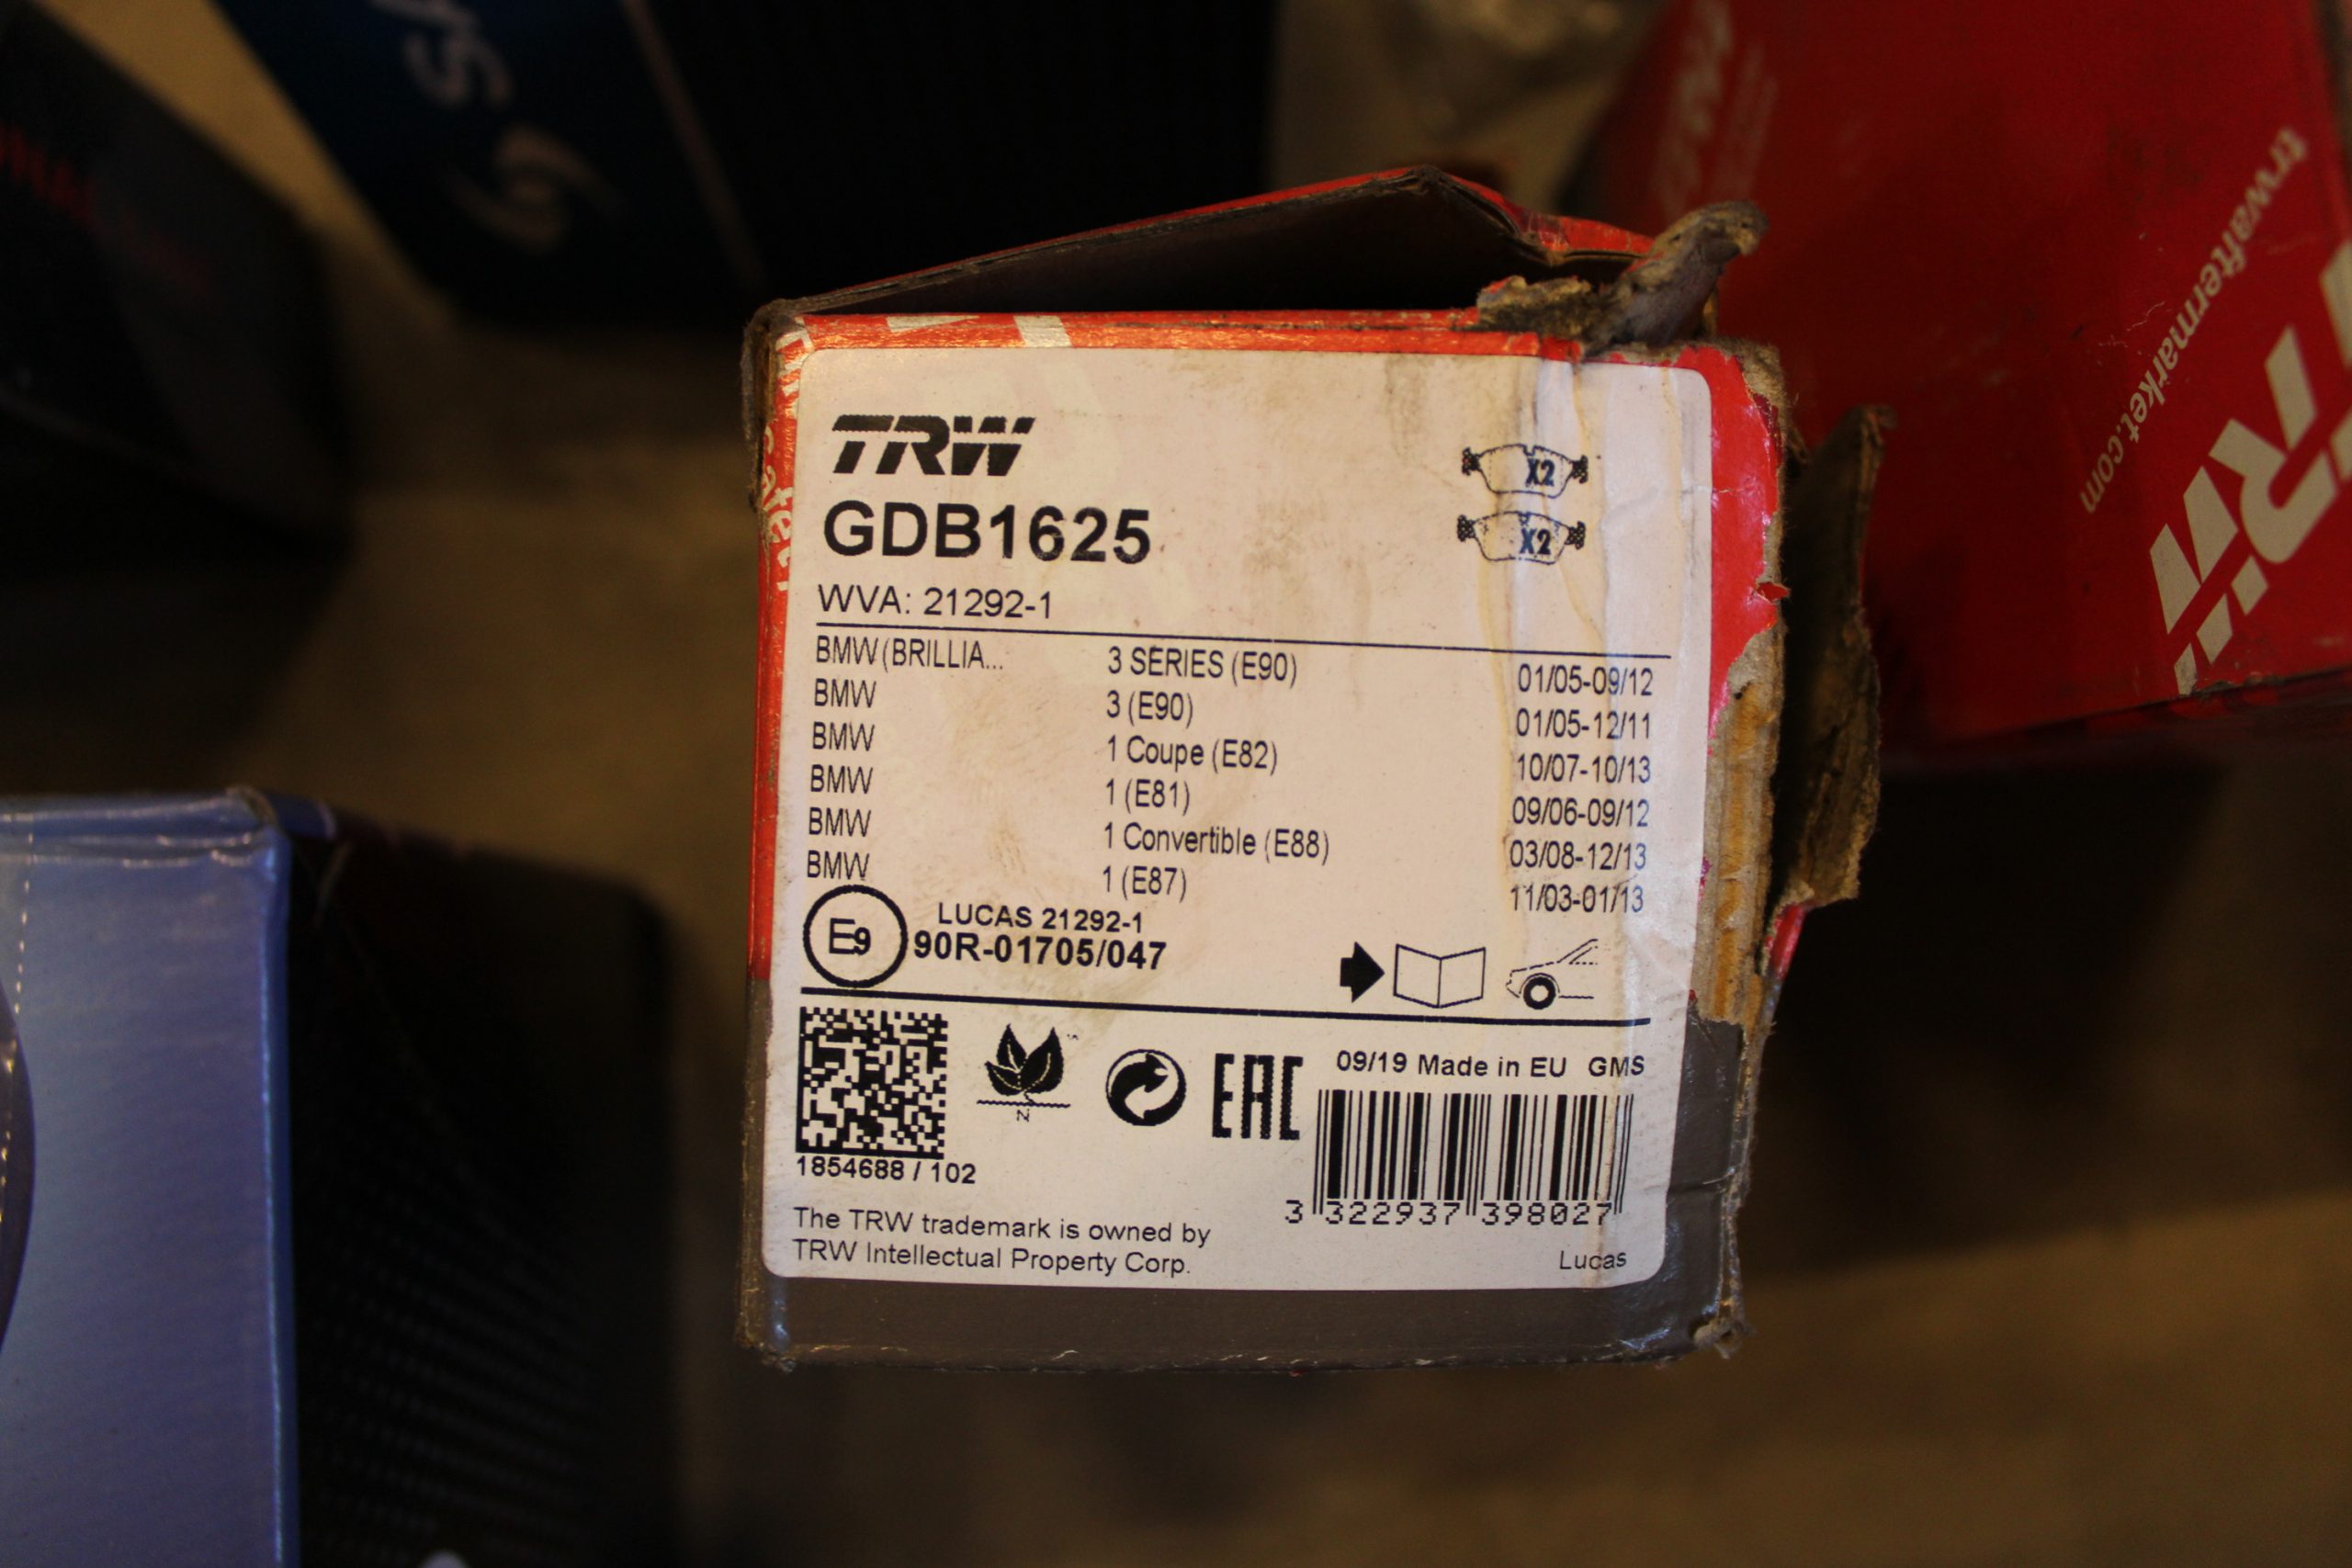 TRW
GDB1625
X2
X2
WVA: 21292-1
BMW (BRILLIA... 3 SERIES (E90) 01/05-09/12
BMW 3 (E90) 01/05-12/11
BMW 1 Coupe (E82) 10/07-10/13
BMW 1 (E81) 09/06-09/12
BMW 1 Convertible (E88) 03/08-12/13
BMW 1 (E87) 11/03-01/13
E9
LUCAS 21292-1
90R-01705/047
N
EAC
09/19 Made in EU GMS
1854688 / 102
3 322937 398027
The TRW trademark is owned by
TRW Intellectual Property Corp.
Lucas
trwaftermarket.com
TRW